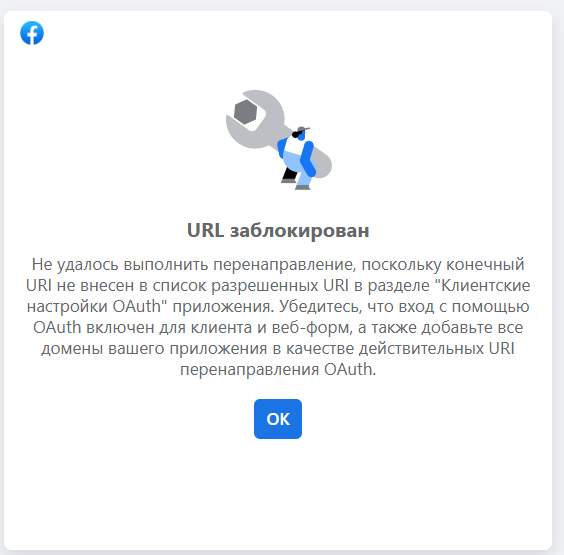 URL заблокирован
Не удалось выполнить перенаправление, поскольку конечный
URI не внесен в список разрешенных URI в разделе "Клиентские
настройки OAuth" приложения. Убедитесь, что вход с помощью
OAuth включен для клиента и веб-форм, а также добавьте все
домены вашего приложения в качестве действительных URI
перенаправления OAuth.
ОК